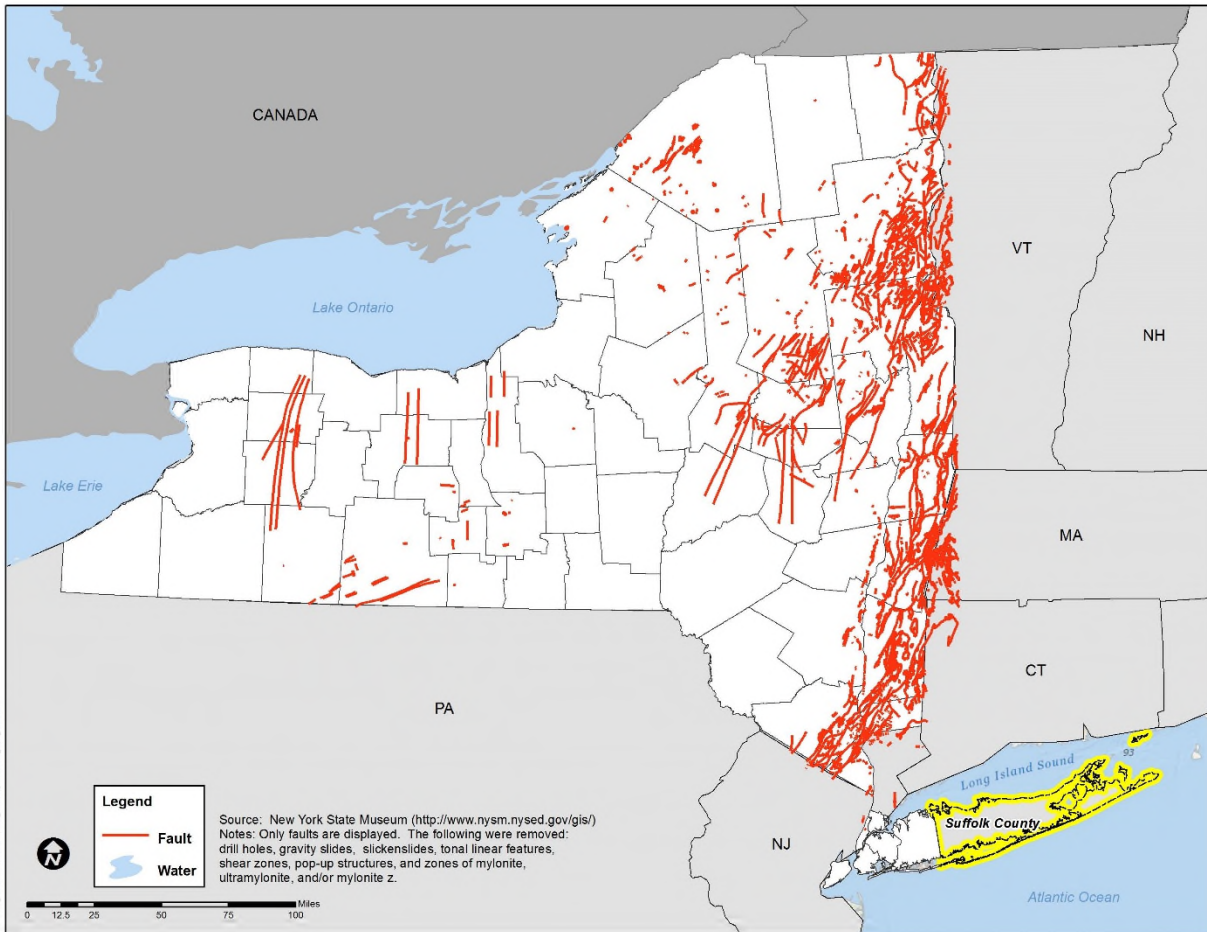 CANADA
VT
Lake Ontario
NH
Lake Erie
MA
CT
PA
93
Long Island Sound
Suffolk County
NJ
Atlantic Ocean
Legend
Fault
Water
Source: New York State Museum (http://www.nysm.nysed.gov/gis/)
Notes: Only faults are displayed. The following were removed:
drill holes, gravity slides, slickenslides, tonal linear features,
shear zones, pop-up structures, and zones of mylonite,
ultramylonite, and/or mylonite z.
N
Miles
0 12.5 25 50 75 100